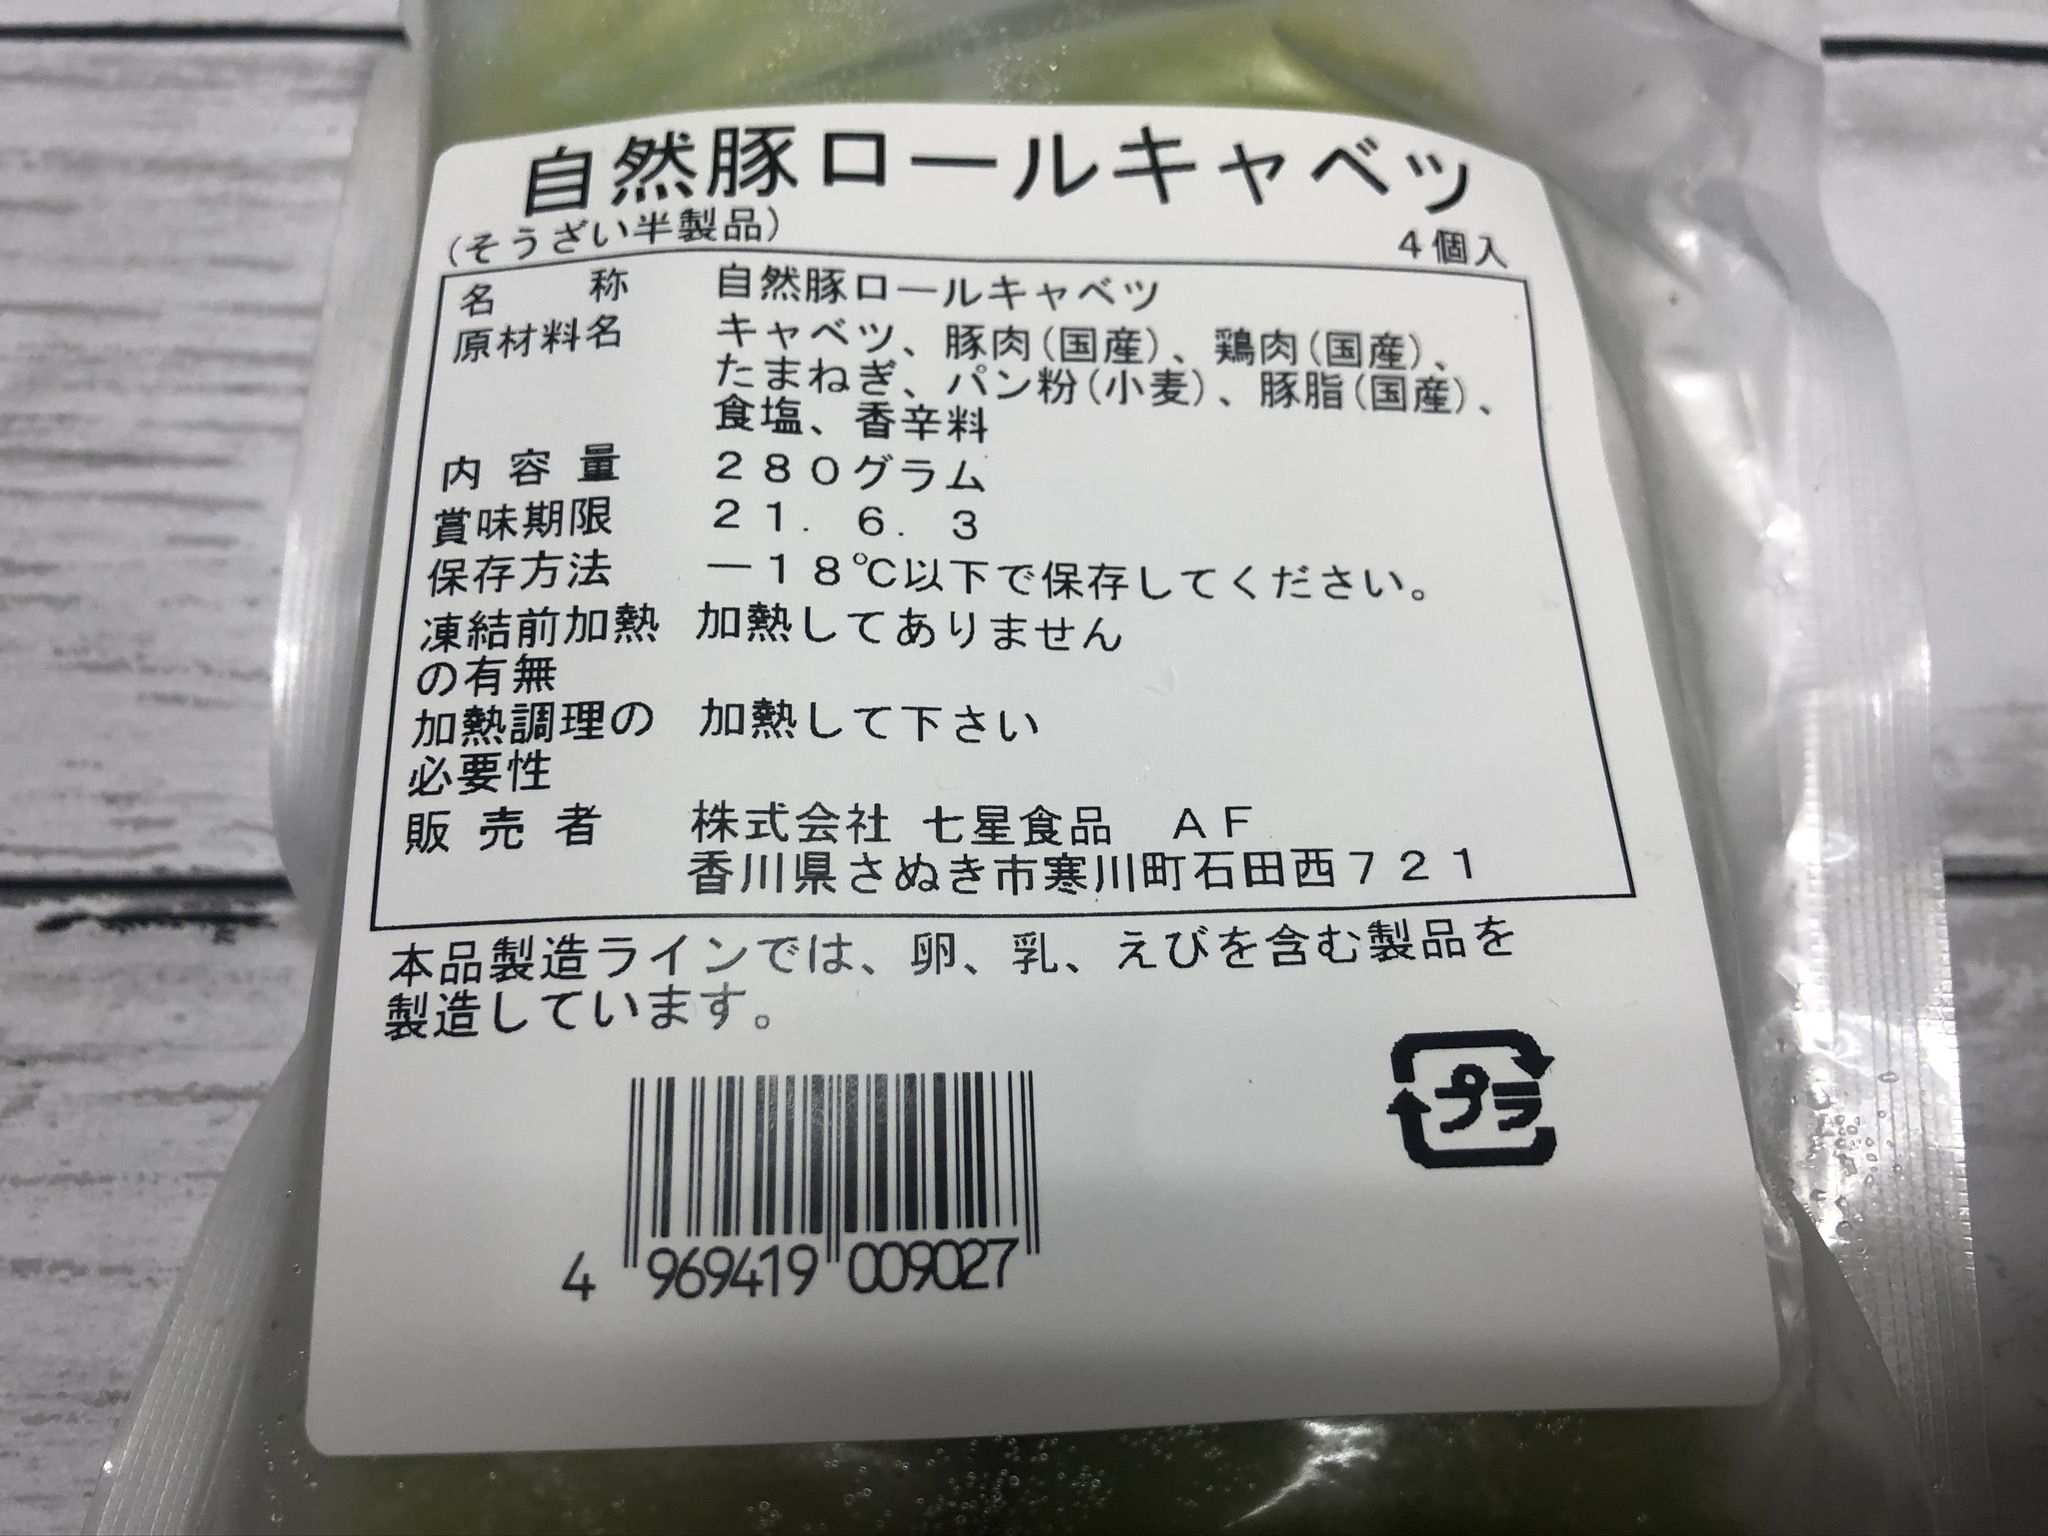 自然豚ロールキャベツ
(そうざい半製品) 4個入
名 称 自然豚ロールキャベツ
原材料名 キャベツ、豚肉(国産)、鶏肉(国産)、
たまねぎ、パン粉(小麦)、豚脂(国産)、
食塩、香辛料
内容量 280グラム
賞味期限 21. 6. 3
保存方法 −18℃以下で保存してください。
凍結前加熱 加熱してありません
の有無
加熱調理の 加熱して下さい
必要性
販売者 株式会社 七星食品 AF
香川県さぬき市寒川町石田西721
本品製造ラインでは、卵、乳、えびを含む製品を
製造しています。
プラ
4 969419 009027